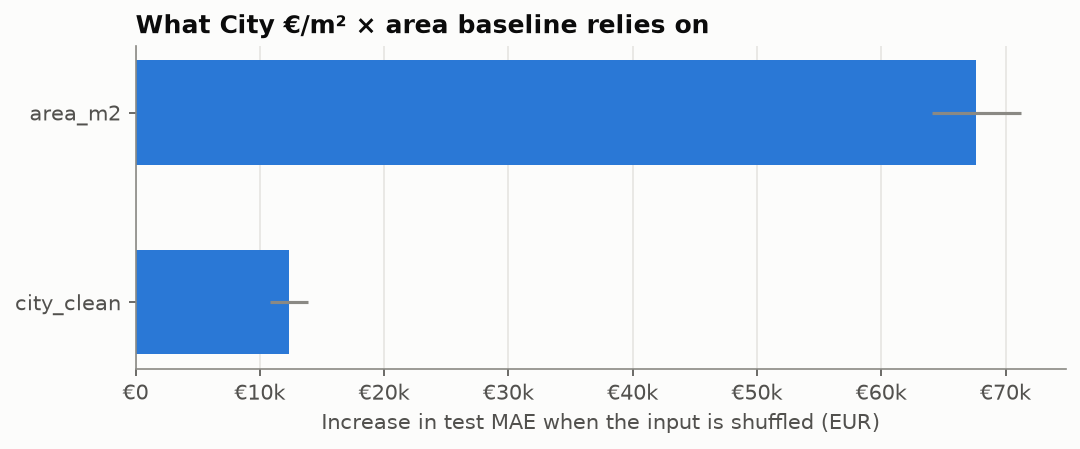 What City €/m² × area baseline relies on
area_m2
city_clean
€0 €10k €20k €30k €40k €50k €60k €70k
Increase in test MAE when the input is shuffled (EUR)